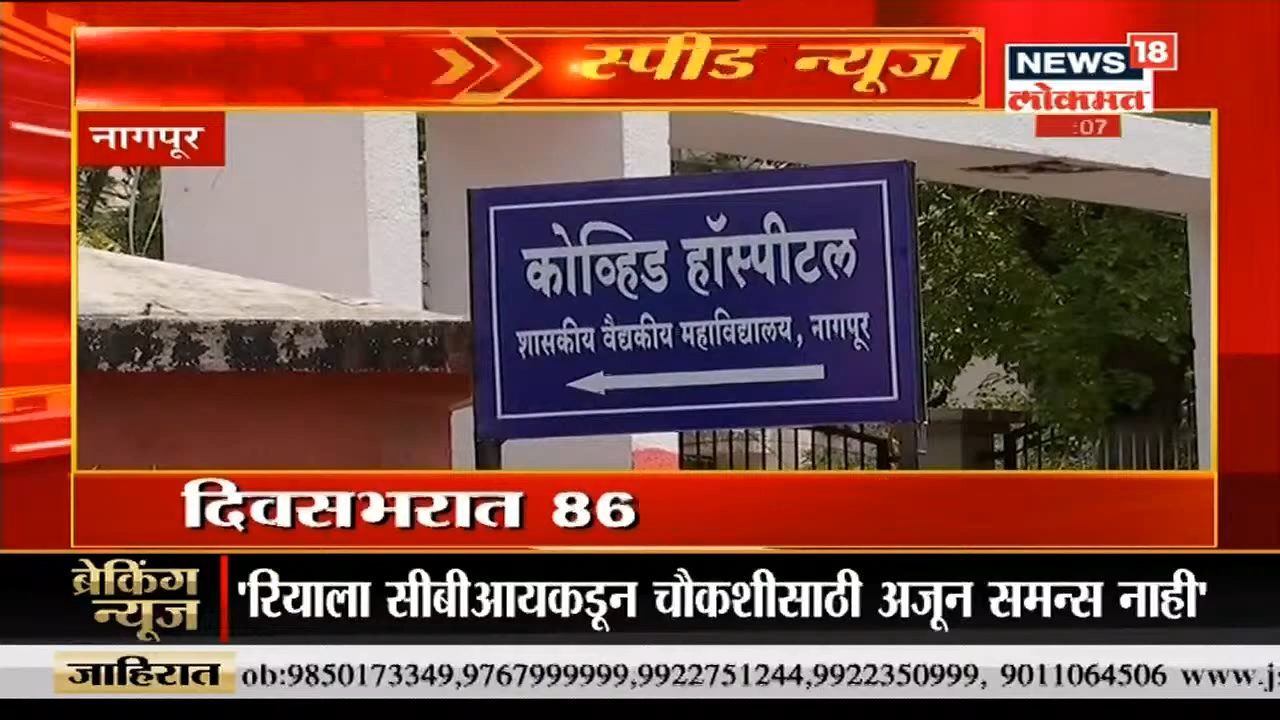 स्पीड न्यूज
NEWS 18
लोकमत
:07
नागपूर
कोव्हिड हॉस्पीटल
शासकीय वैद्यकीय महाविद्यालय, नागपूर
दिवसभरात 86
ब्रेकिंग न्यूज
'रियाला सीबीआयकडून चौकशीसाठी अजून समन्स नाही'
जाहिरात
ob:9850173349,9767999999,9922751244,9922350999, 9011064506 www.js